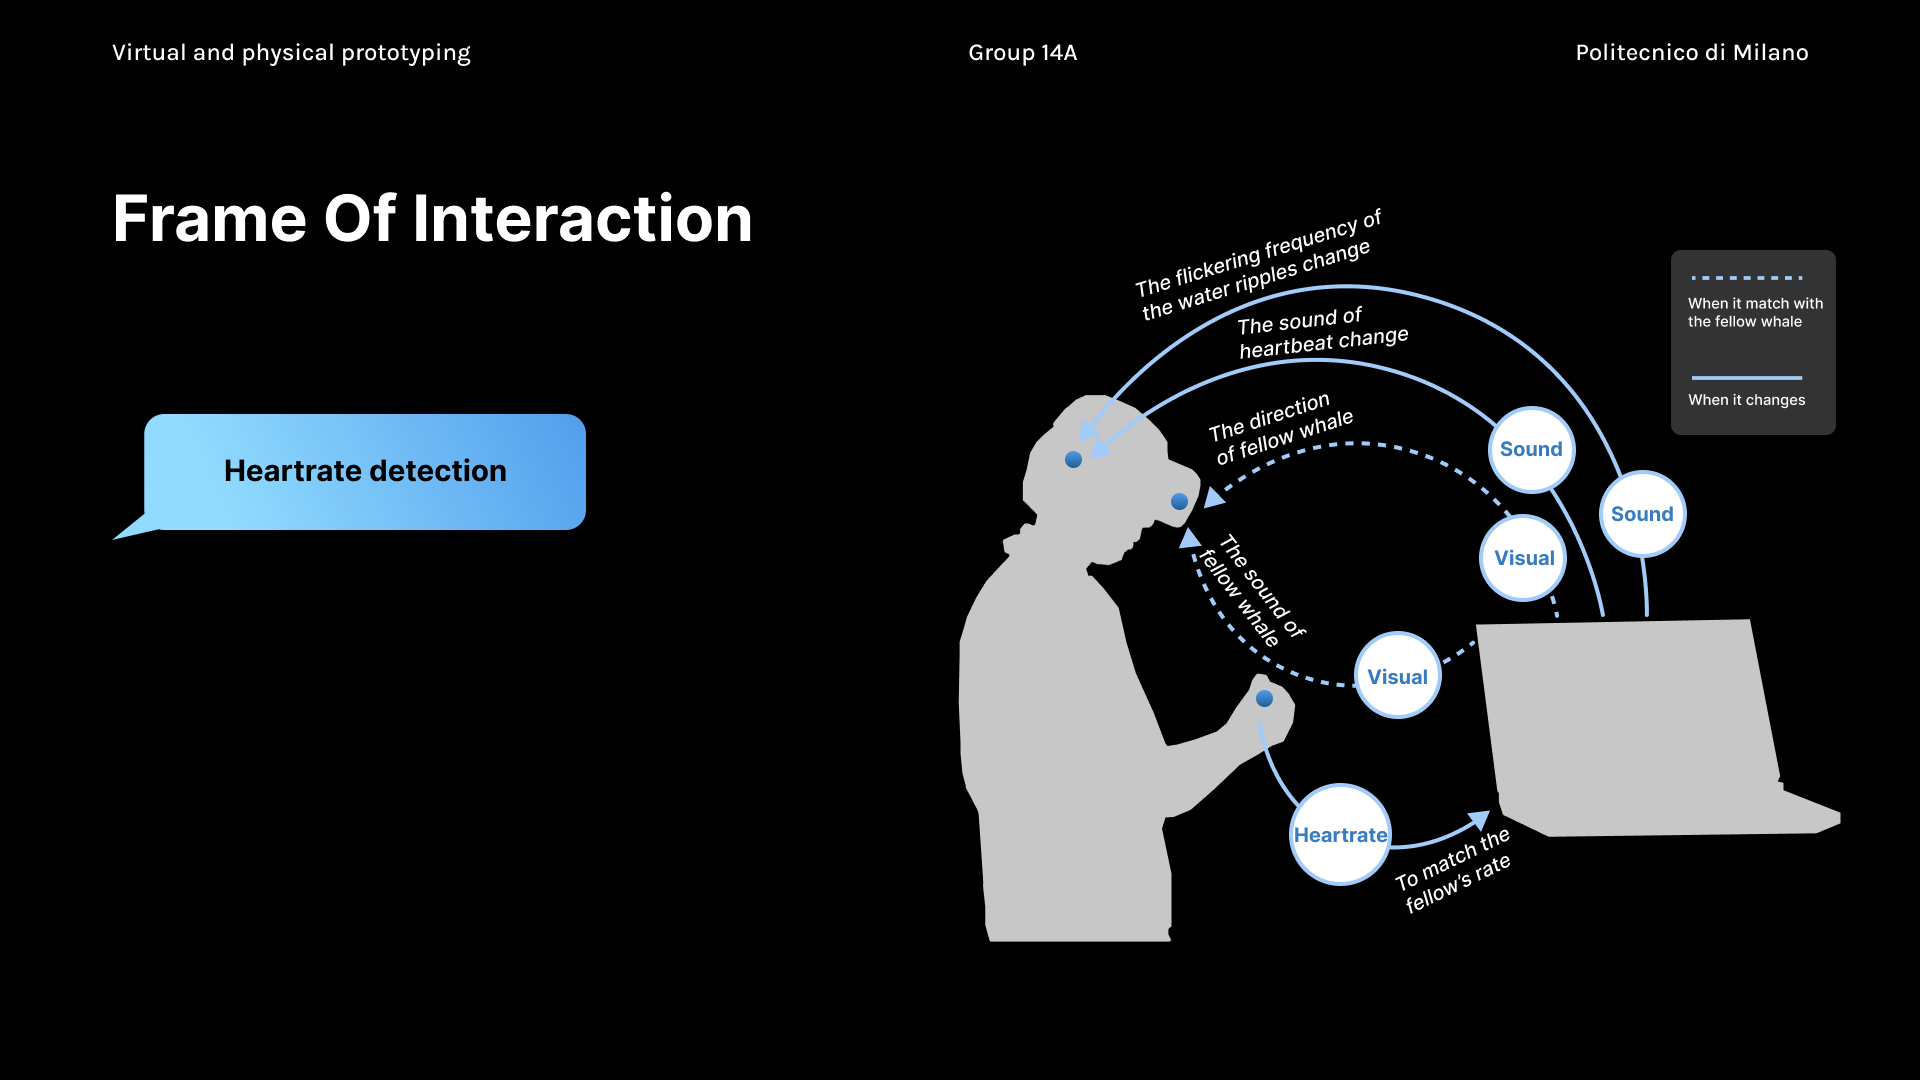 Virtual and physical prototyping
Group 14A
Politecnico di Milano
Frame Of Interaction
Heartrate detection
The flickering frequency of
the water ripples change
The sound of
heartbeat change
The direction
of fellow whale
The sound of
fellow whale
Sound
Sound
Visual
Visual
Heartrate
To match the
fellow's rate
When it match with
the fellow whale
When it changes